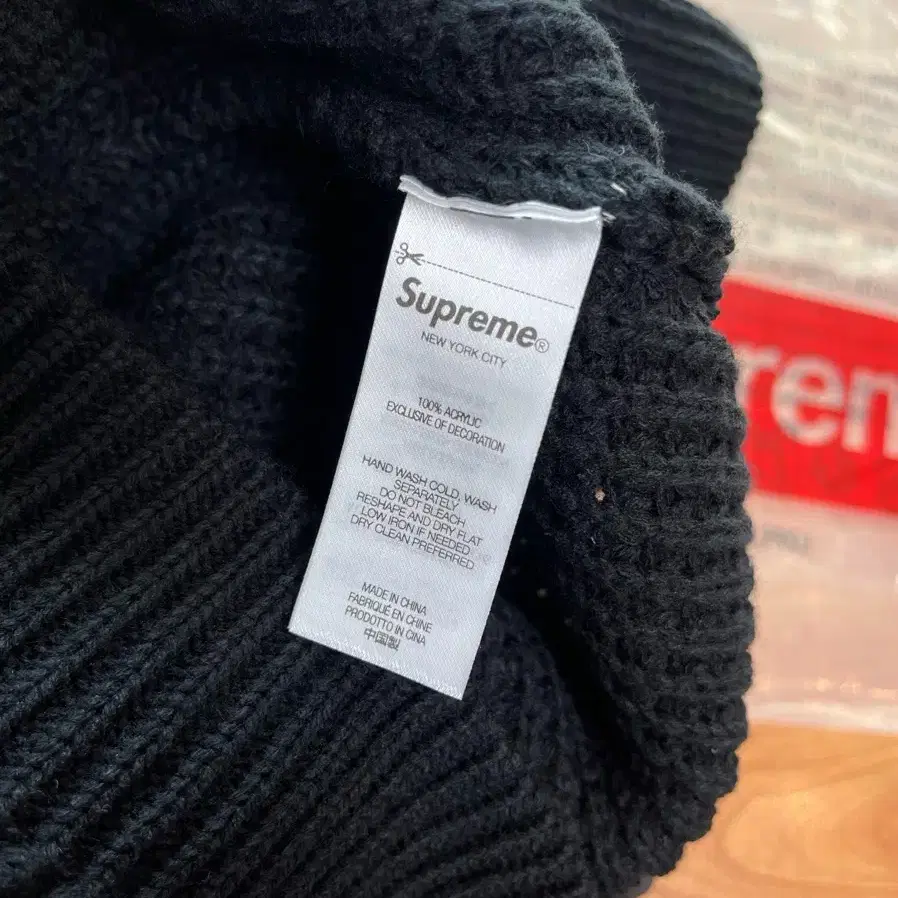 Supreme®
NEW YORK CITY
100% ACRYLIC
EXCLUSIVE OF DECORATION
HAND WASH COLD, WASH
SEPARATELY
DO NOT BLEACH
RESHAPE AND DRY FLAT
LOW IRON IF NEEDED
DRY CLEAN PREFERRED
MADE IN CHINA
FABRIQUÉ EN CHINE
PRODOTTO IN CINA
中国製
rem